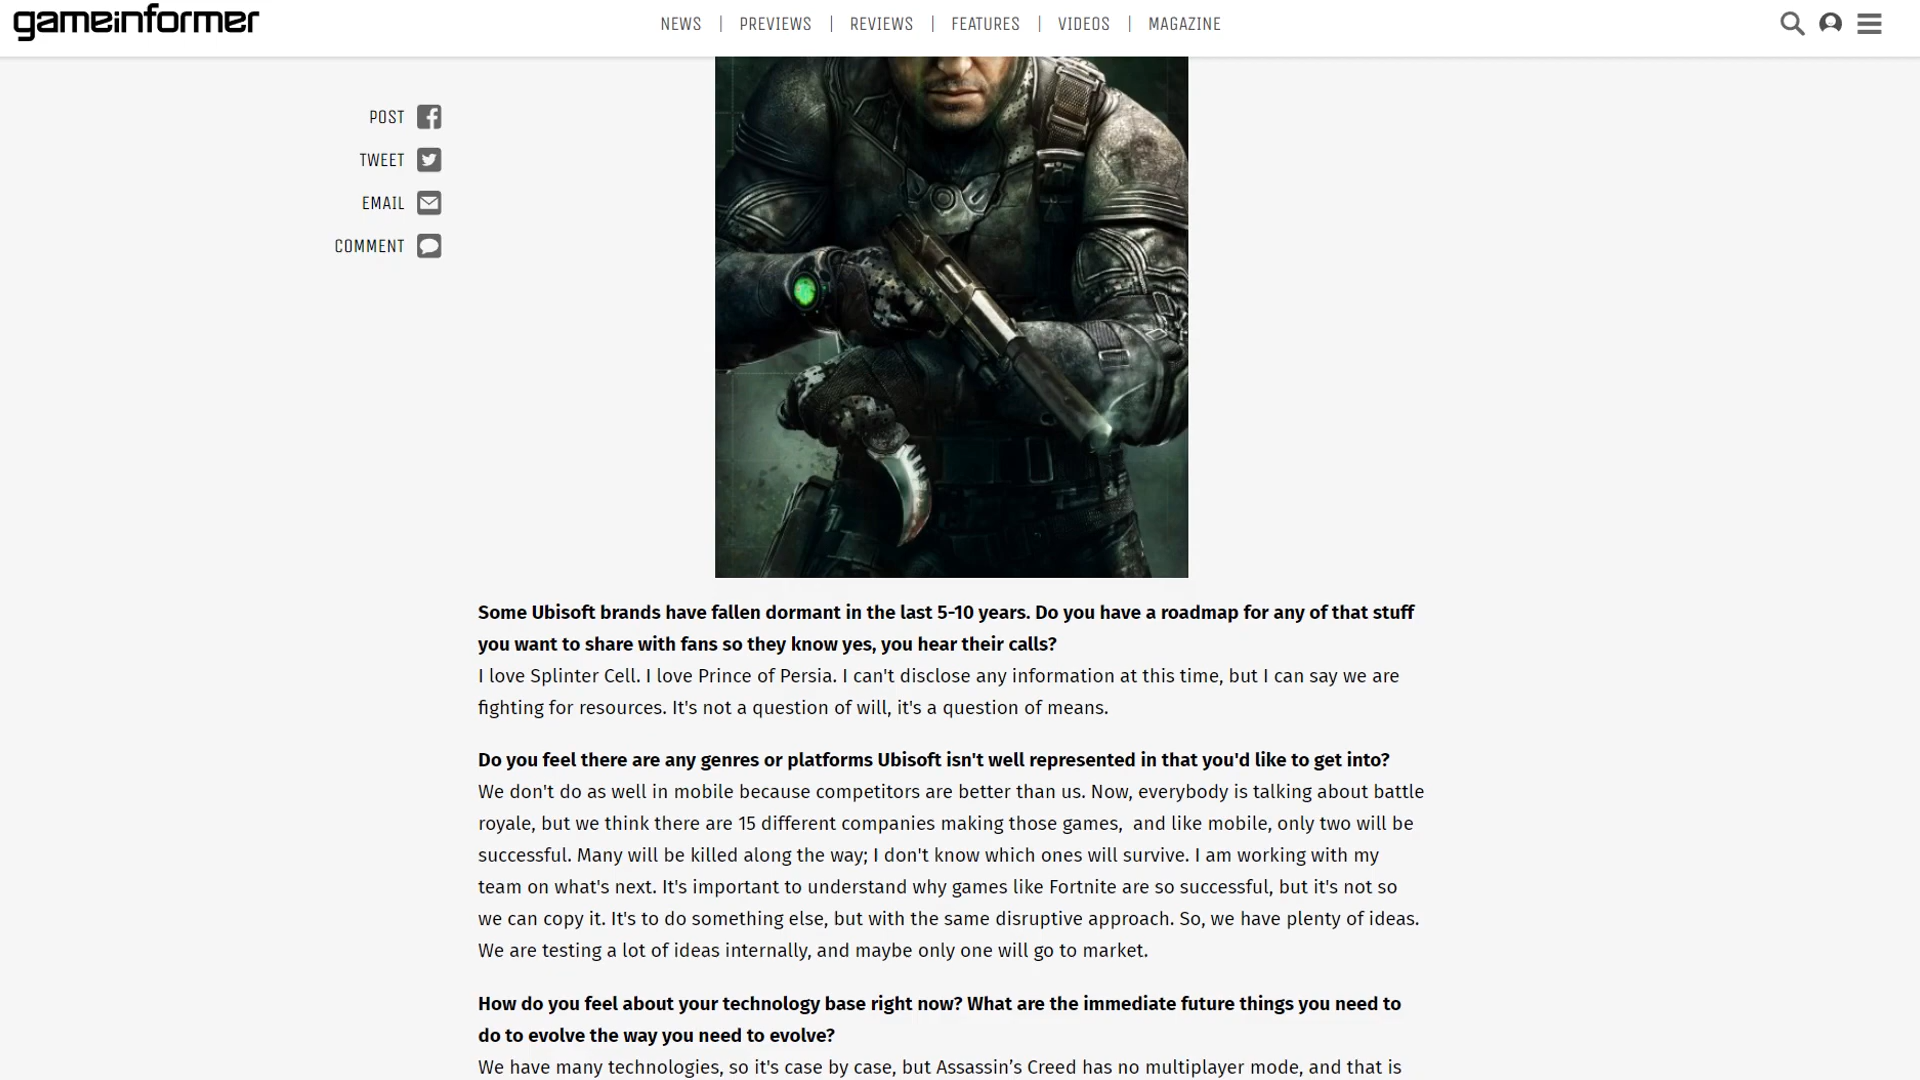 gameinformer
NEWS | PREVIEWS | REVIEWS | FEATURES | VIDEOS | MAGAZINE
POST
TWEET
EMAIL
COMMENT
Some Ubisoft brands have fallen dormant in the last 5-10 years. Do you have a roadmap for any of that stuff
you want to share with fans so they know yes, you hear their calls?
I love Splinter Cell. I love Prince of Persia. I can't disclose any information at this time, but I can say we are
fighting for resources. It's not a question of will, it's a question of means.
Do you feel there are any genres or platforms Ubisoft isn't well represented in that you'd like to get into?
We don't do as well in mobile because competitors are better than us. Now, everybody is talking about battle
royale, but we think there are 15 different companies making those games,  and like mobile, only two will be
successful. Many will be killed along the way; I don't know which ones will survive. I am working with my
team on what's next. It's important to understand why games like Fortnite are so successful, but it's not so
we can copy it. It's to do something else, but with the same disruptive approach. So, we have plenty of ideas.
We are testing a lot of ideas internally, and maybe only one will go to market.
How do you feel about your technology base right now? What are the immediate future things you need to
do to evolve the way you need to evolve?
We have many technologies, so it's case by case, but Assassin’s Creed has no multiplayer mode, and that is